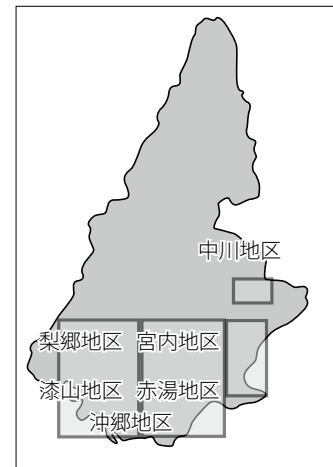 中川地区
梨郷地区 宮内地区
漆山地区 赤湯地区
沖郷地区